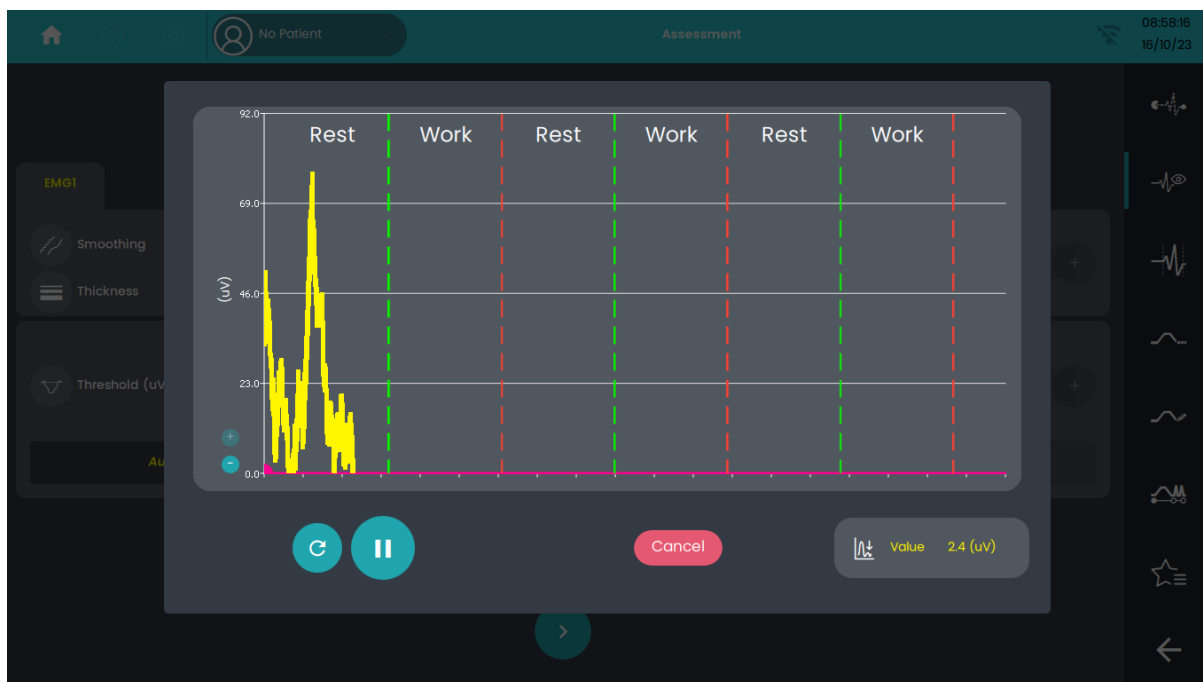 No Patient
Assessment
08:58:16
16/10/23
EMG1
Smoothing
Thickness
Threshold (uV
Au
92.0
69.0
46.0
23.0
0.0
(uV)
Rest Work Rest Work Rest Work
+
-
Cancel
Value 2.4 (uV)